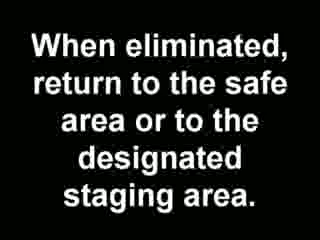 When eliminated,
return to the safe
area or to the
designated
staging area.